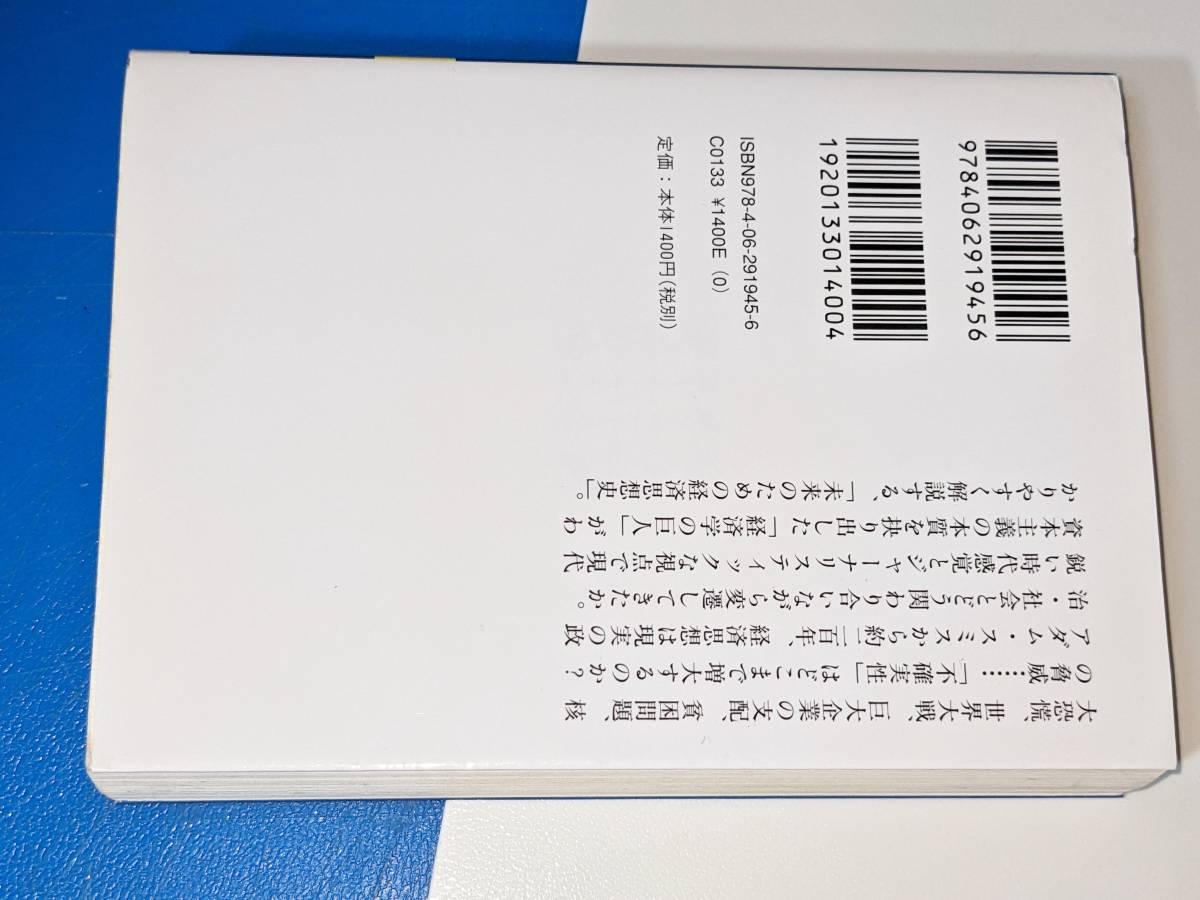 9784062919456
1920133014004
ISBN978-4-06-291945-6
C0133 ¥1400E (0)
定価：本体1400円(税別)
大恐慌、世界大戦、巨大企業の支配、貧困問題、核
の脅威……「不確実性」はどこまで増大するのか？
アダム・スミスから約二百年、経済思想は現実の政
治・社会とどう関わり合いながら変遷してきたか。
鋭い時代感覚とジャーナリスティックな視点で現代
資本主義の本質を抉り出した「経済学の巨人」がわ
かりやすく解説する、「未来のための経済思想史」。